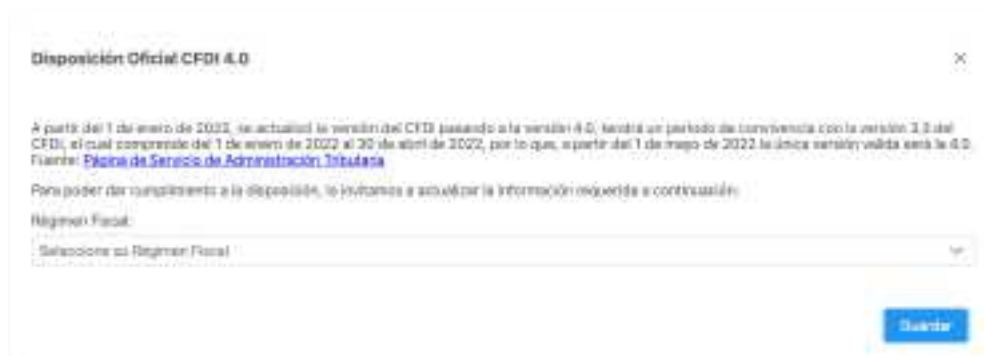 Disposición Oficial CFDI 4.0
A partir del 1 de enero de 2022, se actualizó la versión del CFDI pasando a la versión 4.0, tendrá un periodo de convivencia con la versión 3.3 del
CFDI, el cual comprende del 1 de enero de 2022 al 30 de abril de 2022, por lo que, a partir del 1 de mayo de 2022 la única versión valida será la 4.0.
Fuente: Página de Servicio de Administración Tributaria
Para poder dar cumplimiento a la disposición, lo invitamos a actualizar la información requerida a continuación:
Régimen Fiscal:
Seleccione su Régimen Fiscal
Guardar